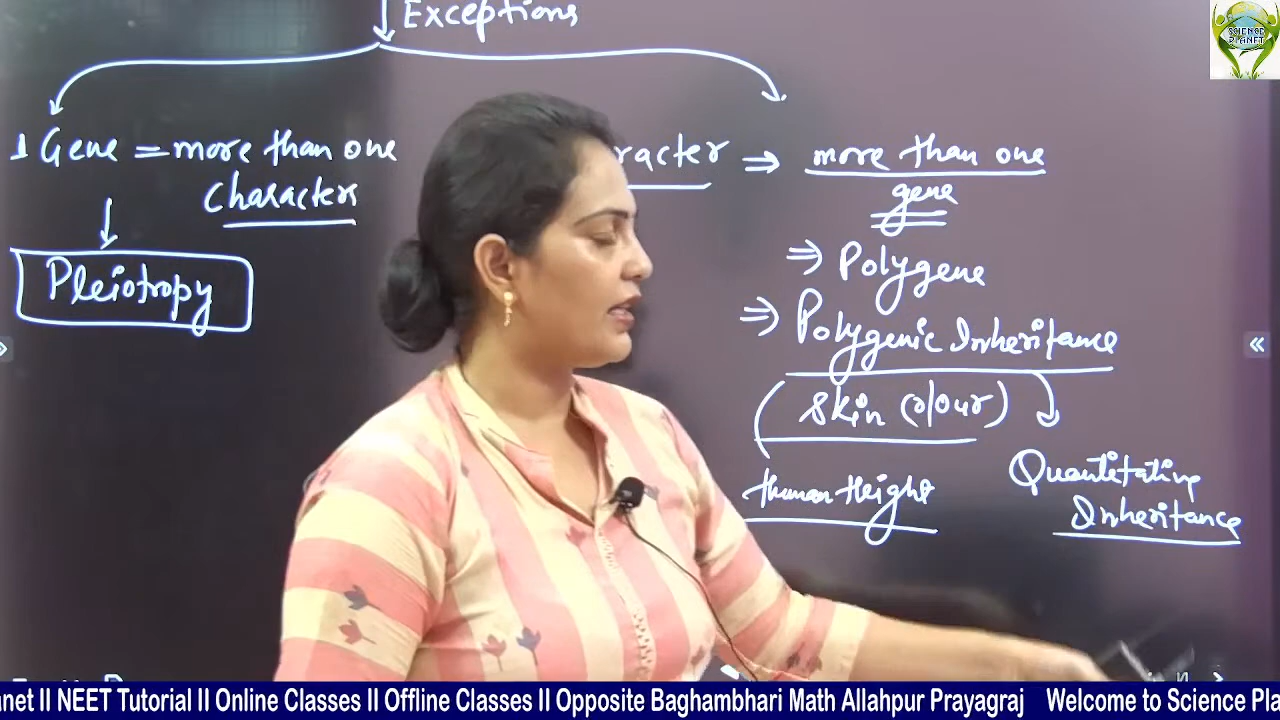 Exceptions
SCIENCE
PLANET
1 Gene = more than one
Character
Pleiotropy
racter ⇒ more than one
gene
⇒ Polygene
⇒ Polygenic Inheritance
(Skin Colour)
Human Height
Quantitative
Inheritance
«
anet II NEET Tutorial II Online Classes II Offline Classes II Opposite Baghambhari Math Allahpur Prayagraj Welcome to Science Pla